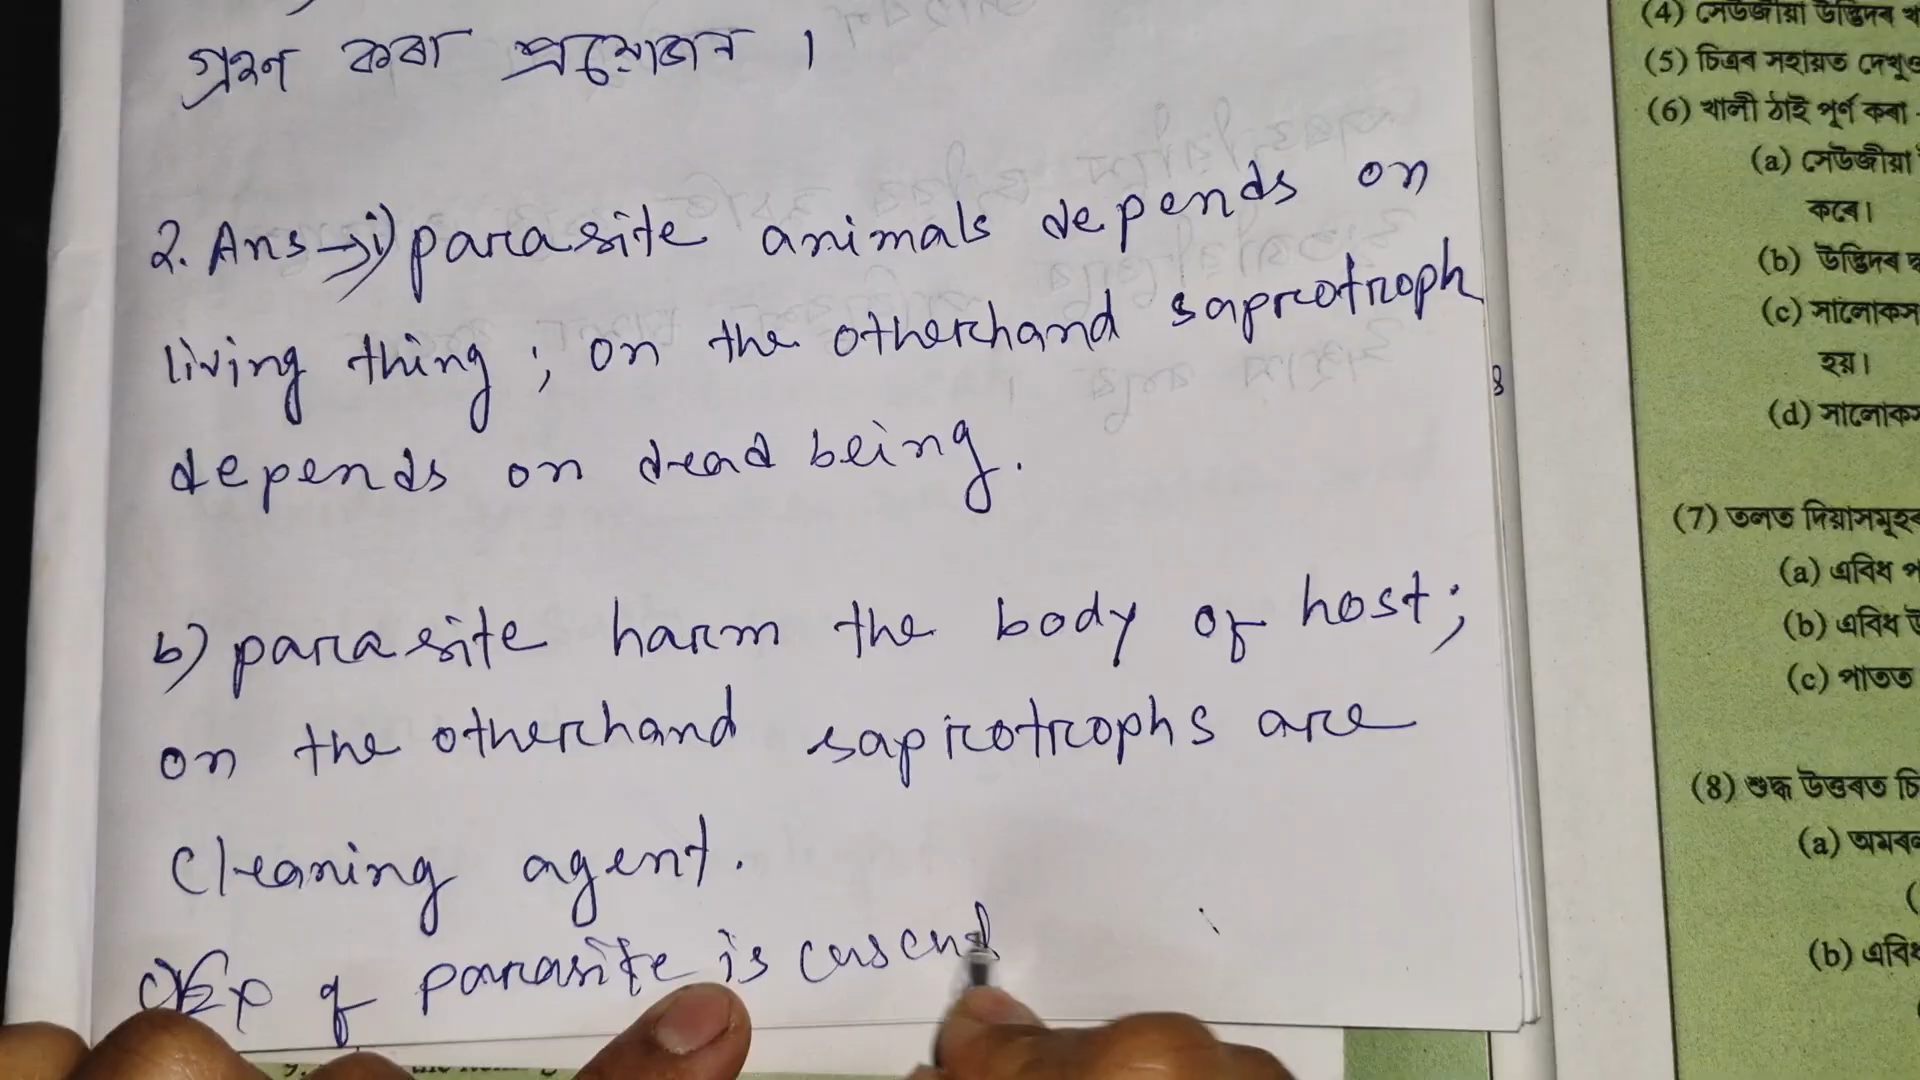 গ্ৰহণ কৰা প্ৰয়োজন ।
2. Ans → i) parasite animals depends on
living thing ; on the otherhand saprotroph
depends on dead being.
b) parasite harm the body of host;
on the otherhand saprotrophs are
cleaning agent.
c) Ex of parasite is
(4) সেউজীয়া উদ্ভিদৰ
(5) চিত্ৰৰ সহায়ত
(6) খালী ঠাই পূৰ্ণ কৰা
(a) সেউজীয়া
কৰে।
(b) উদ্ভিদৰ
(c) সালোকস
হয়।
(d) সালোকস
(7) তলত দিয়াসমূহৰ
(a) এবিধ
(b) এবিধ
(c) পাতত
(8) শুদ্ধ উত্তৰত
(a)
(b) এবিধ